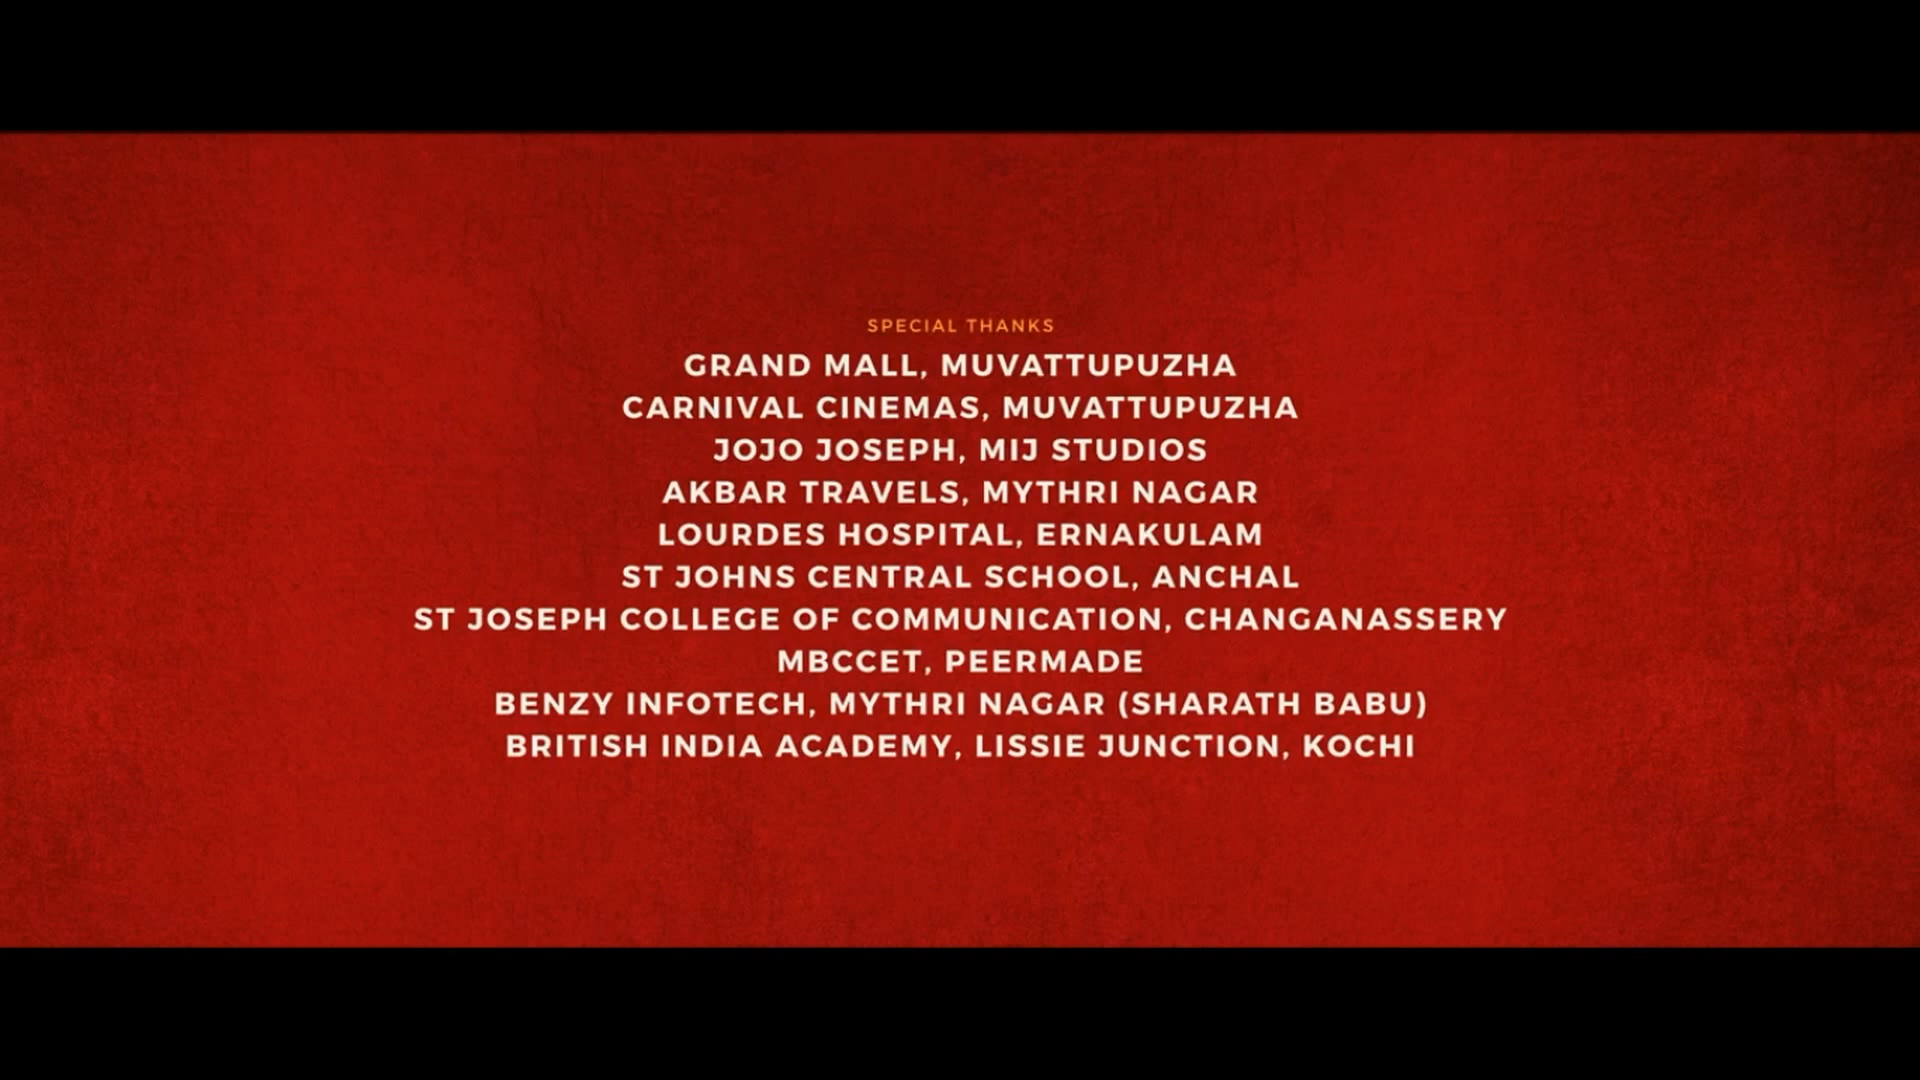 SPECIAL THANKS
GRAND MALL, MUVATTUPUZHA
CARNIVAL CINEMAS, MUVATTUPUZHA
JOJO JOSEPH, MIJ STUDIOS
AKBAR TRAVELS, MYTHRI NAGAR
LOURDES HOSPITAL, ERNAKULAM
ST JOHNS CENTRAL SCHOOL, ANCHAL
ST JOSEPH COLLEGE OF COMMUNICATION, CHANGANASSERY
MBCCET, PEERMADE
BENZY INFOTECH, MYTHRI NAGAR (SHARATH BABU)
BRITISH INDIA ACADEMY, LISSIE JUNCTION, KOCHI